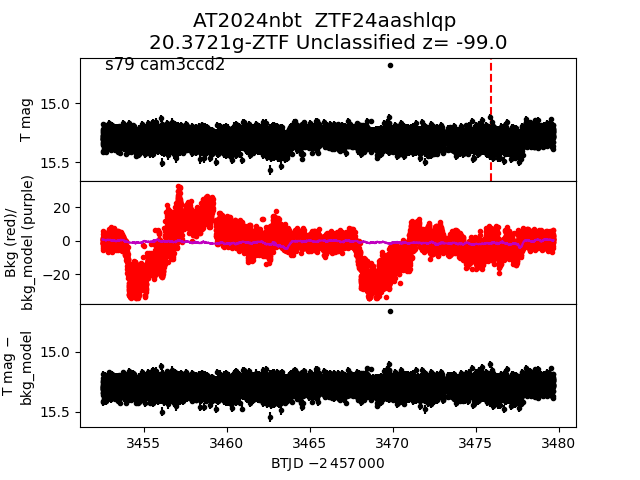 AT2024nbt  ZTF24aashlqp
20.3721g-ZTF Unclassified z= -99.0
s79 cam3ccd2
T mag
15.0
15.5
Bkg (red)/
bkg_model (purple)
20
0
−20
T mag −
bkg_model
15.0
15.5
3455 3460 3465 3470 3475 3480
BTJD −2 457 000